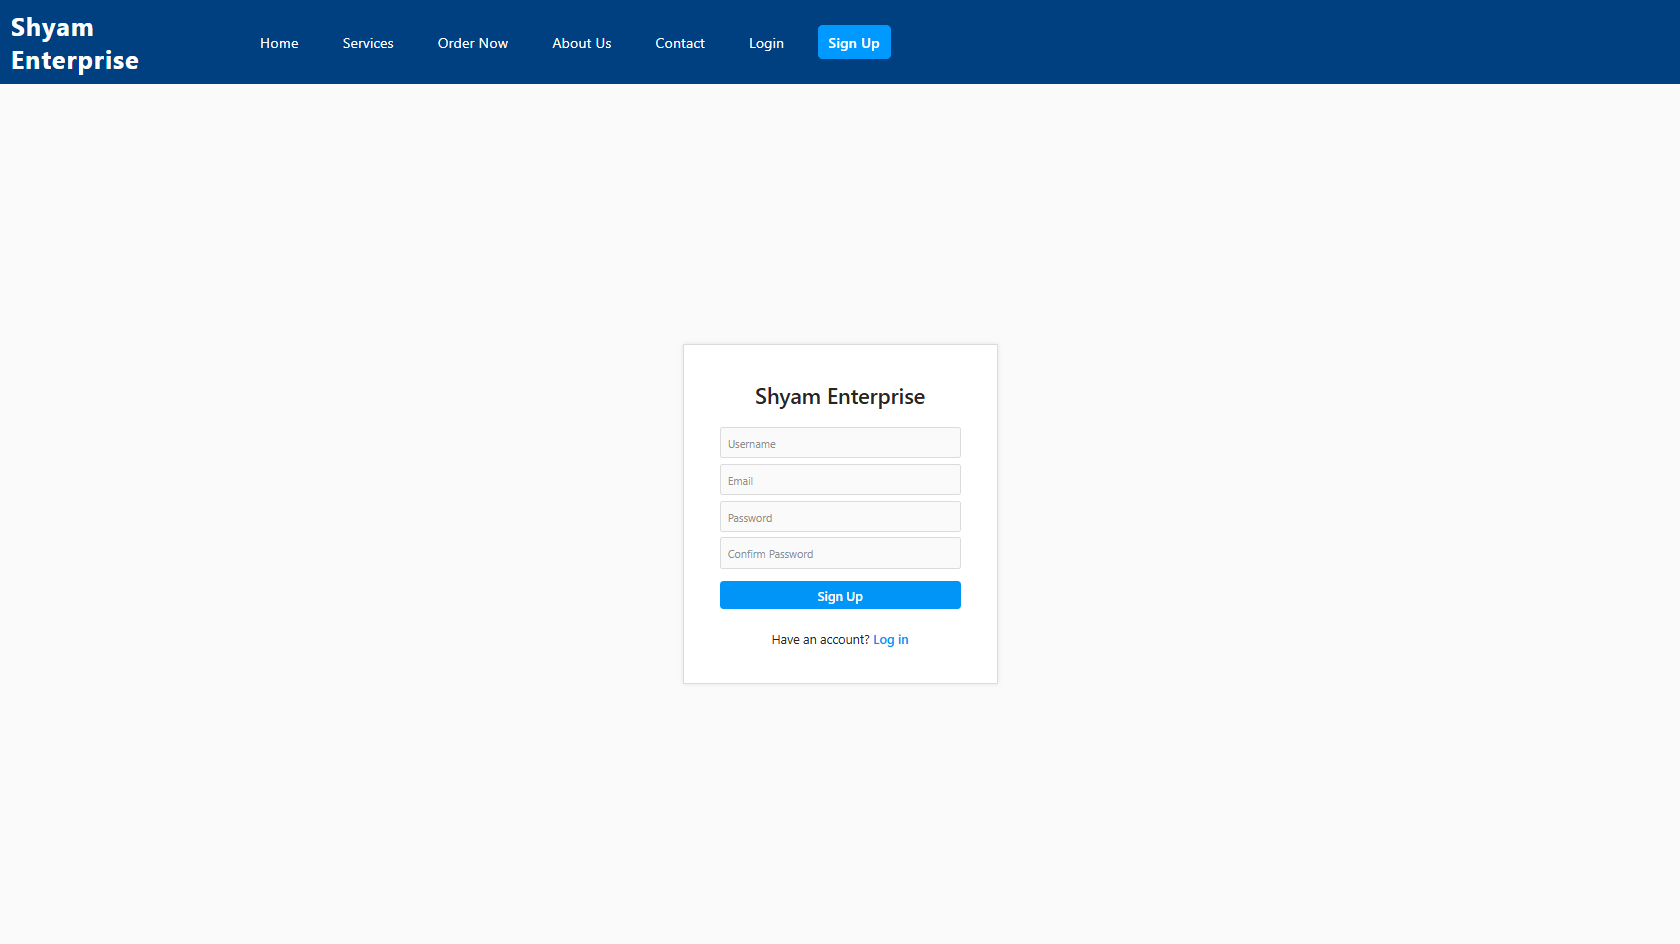 Shyam
Enterprise
Home Services Order Now About Us Contact Login Sign Up
Shyam Enterprise
Username
Email
Password
Confirm Password
Sign Up
Have an account? Log in